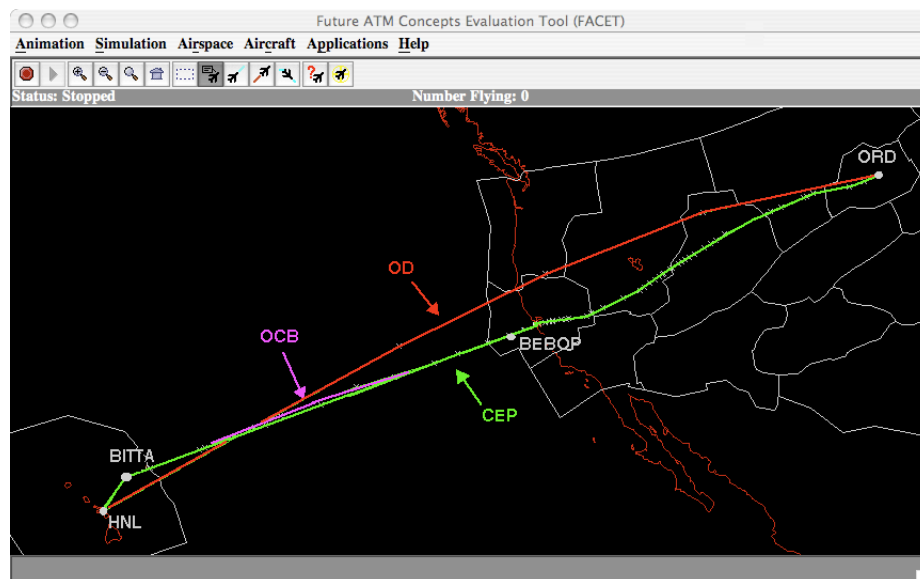 Future ATM Concepts Evaluation Tool (FACET)
Animation Simulation Airspace Aircraft Applications Help
Status: Stopped Number Flying: 0
ORD
OD
OCB
BEBOP
CEP
BITTA
HNL